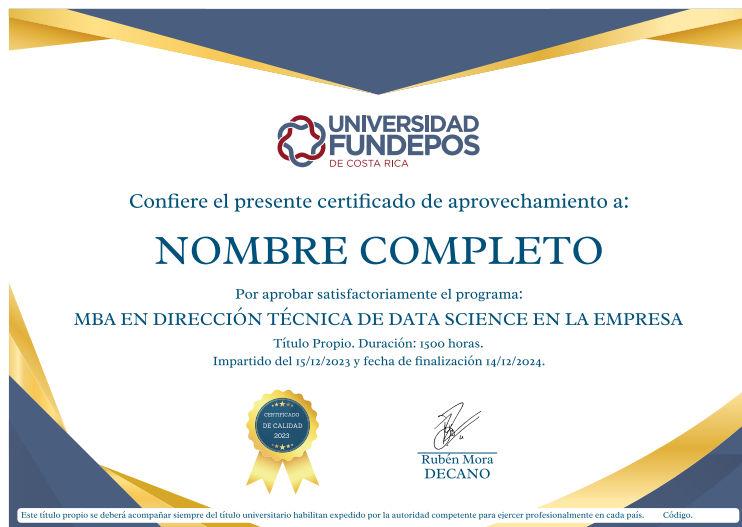 UNIVERSIDAD
FUNDEPOS
DE COSTA RICA
Confiere el presente certificado de aprovechamiento a:
NOMBRE COMPLETO
Por aprobar satisfactoriamente el programa:
MBA EN DIRECCIÓN TÉCNICA DE DATA SCIENCE EN LA EMPRESA
Título Propio. Duración: 1500 horas.
Impartido del 15/12/2023 y fecha de finalización 14/12/2024.
CERTIFICADO
DE CALIDAD
2023
Rubén Mora
DECANO
Este título propio se deberá acompañar siempre del título universitario habilitan expedido por la autoridad competente para ejercer profesionalmente en cada país. Código.